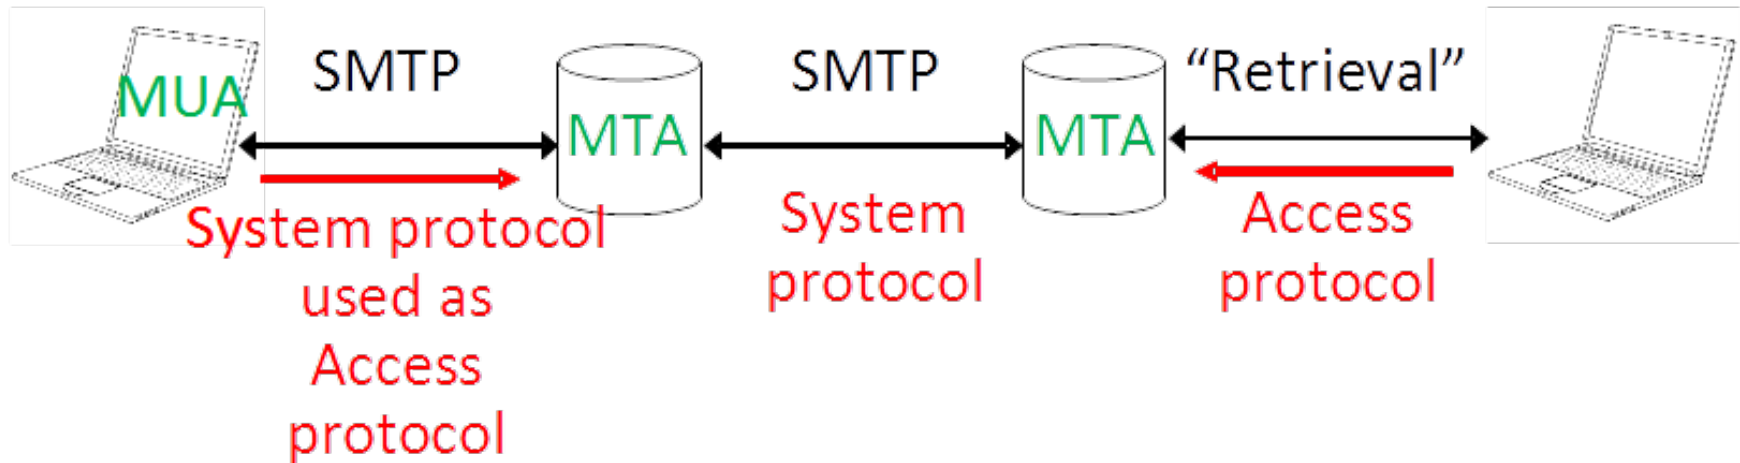 MUA
SMTP
MTA
SMTP
MTA
“Retrieval”
System protocol
used as
Access
protocol
System
protocol
Access
protocol